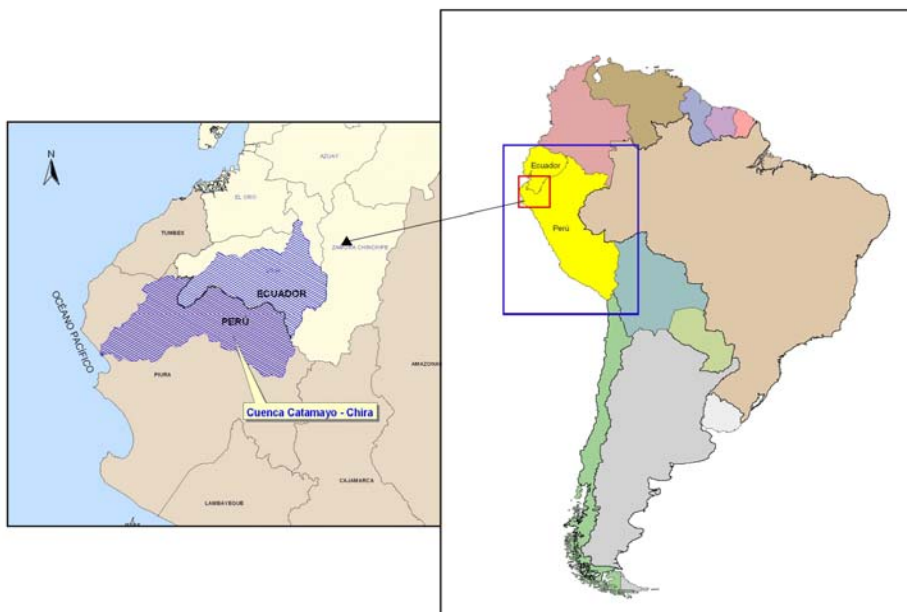 N
AZUAY
EL ORO
TUMBES
ZAMORA CHINCHIPE
LOJA
ECUADOR
PERÚ
OCÉANO PACÍFICO
PIURA
AMAZONAS
Cuenca Catamayo - Chira
CAJAMARCA
LAMBAYEQUE
Ecuador
Perú